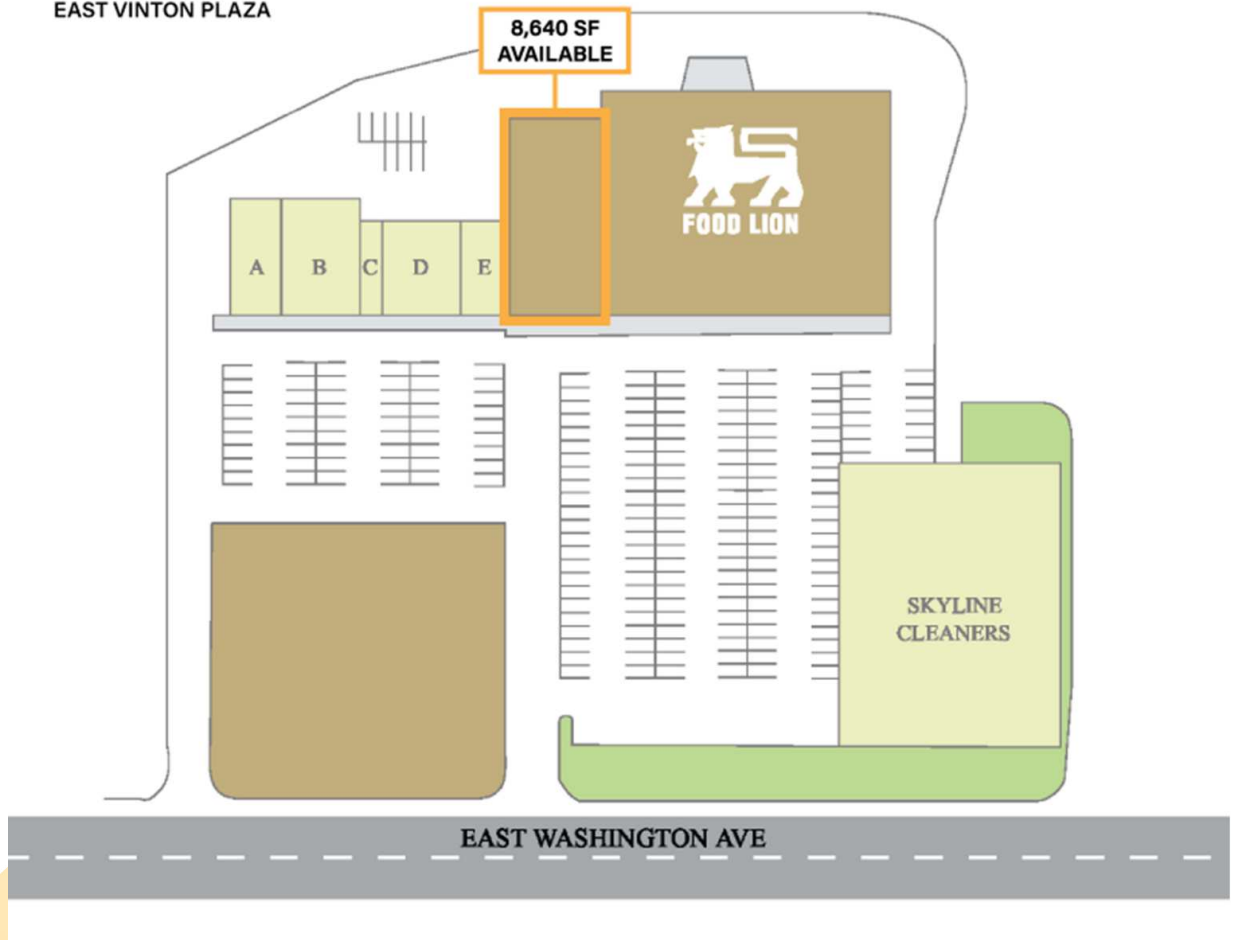 EAST VINTON PLAZA
8,640 SF
AVAILABLE
FOOD LION
A
B
C
D
E
SKYLINE
CLEANERS
EAST WASHINGTON AVE